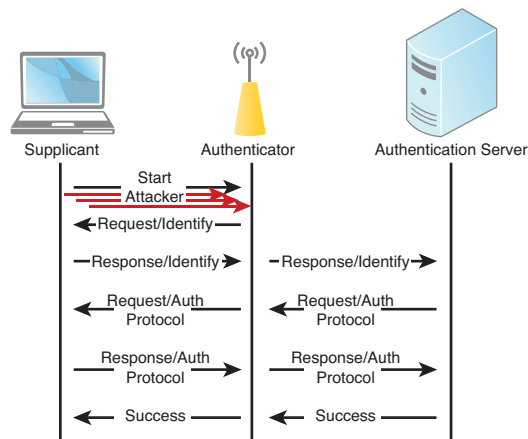 Supplicant
Authenticator
Authentication Server
Start
Attacker
Request/Identify
Response/Identify
Response/Identify
Request/Auth
Protocol
Request/Auth
Protocol
Response/Auth
Protocol
Response/Auth
Protocol
Success
Success